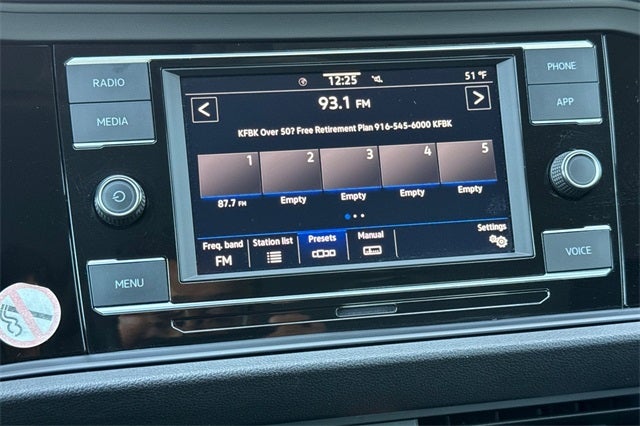 RADIO
MEDIA
MENU
12:25
51 °F
93.1 FM
KFBK Over 50? Free Retirement Plan 916-545-6000 KFBK
1 2 3 4 5
87.7 FM Empty Empty Empty Empty
Freq. band Station list Presets Manual Settings
FM
PHONE
APP
VOICE